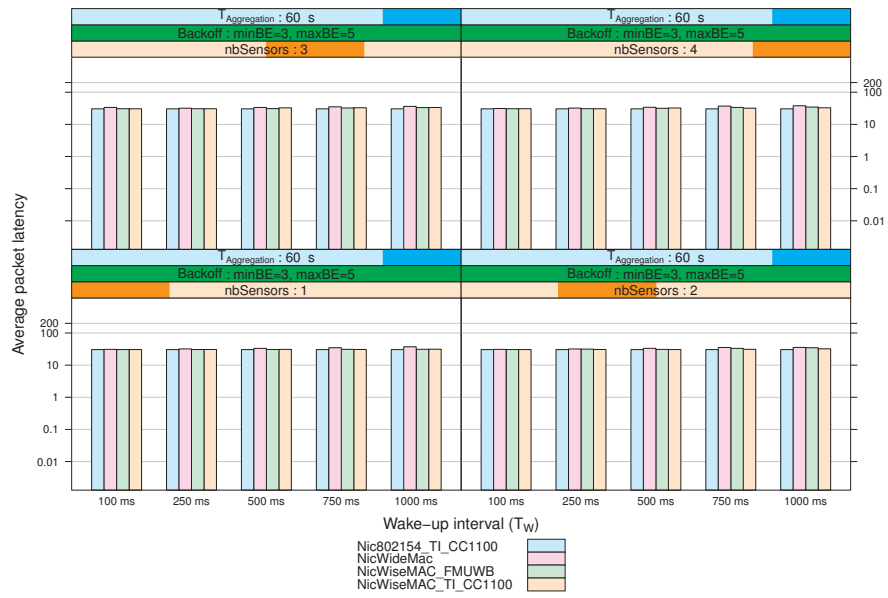 T Aggregation : 60 s T Aggregation : 60 s
Backoff : minBE=3, maxBE=5 Backoff : minBE=3, maxBE=5
nbSensors : 3 nbSensors : 4
200
100
10
1
0.1
0.01
T Aggregation : 60 s T Aggregation : 60 s
Backoff : minBE=3, maxBE=5 Backoff : minBE=3, maxBE=5
nbSensors : 1 nbSensors : 2
200
100
10
1
0.1
0.01
Average packet latency
100 ms 250 ms 500 ms 750 ms 1000 ms 100 ms 250 ms 500 ms 750 ms 1000 ms
Wake-up interval (TW)
Nic802154_TI_CC1100
NicWideMac
NicWiseMAC_FMUWB
NicWiseMAC_TI_CC1100